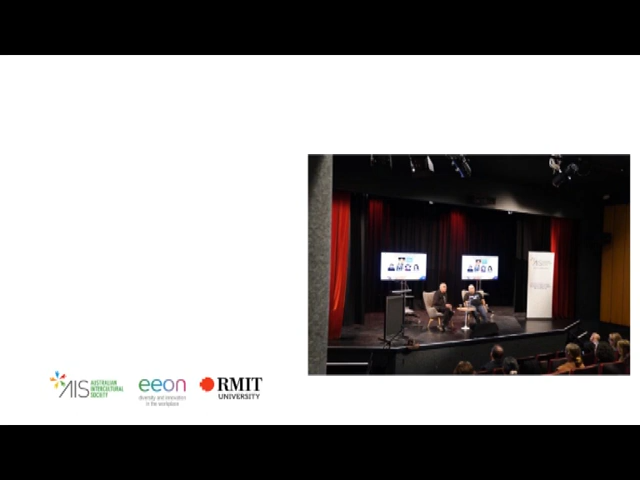 AIS
AUSTRALIAN
INTERCULTURAL
SOCIETY
eeon
diversity and innovation
in the workplace
RMIT
UNIVERSITY